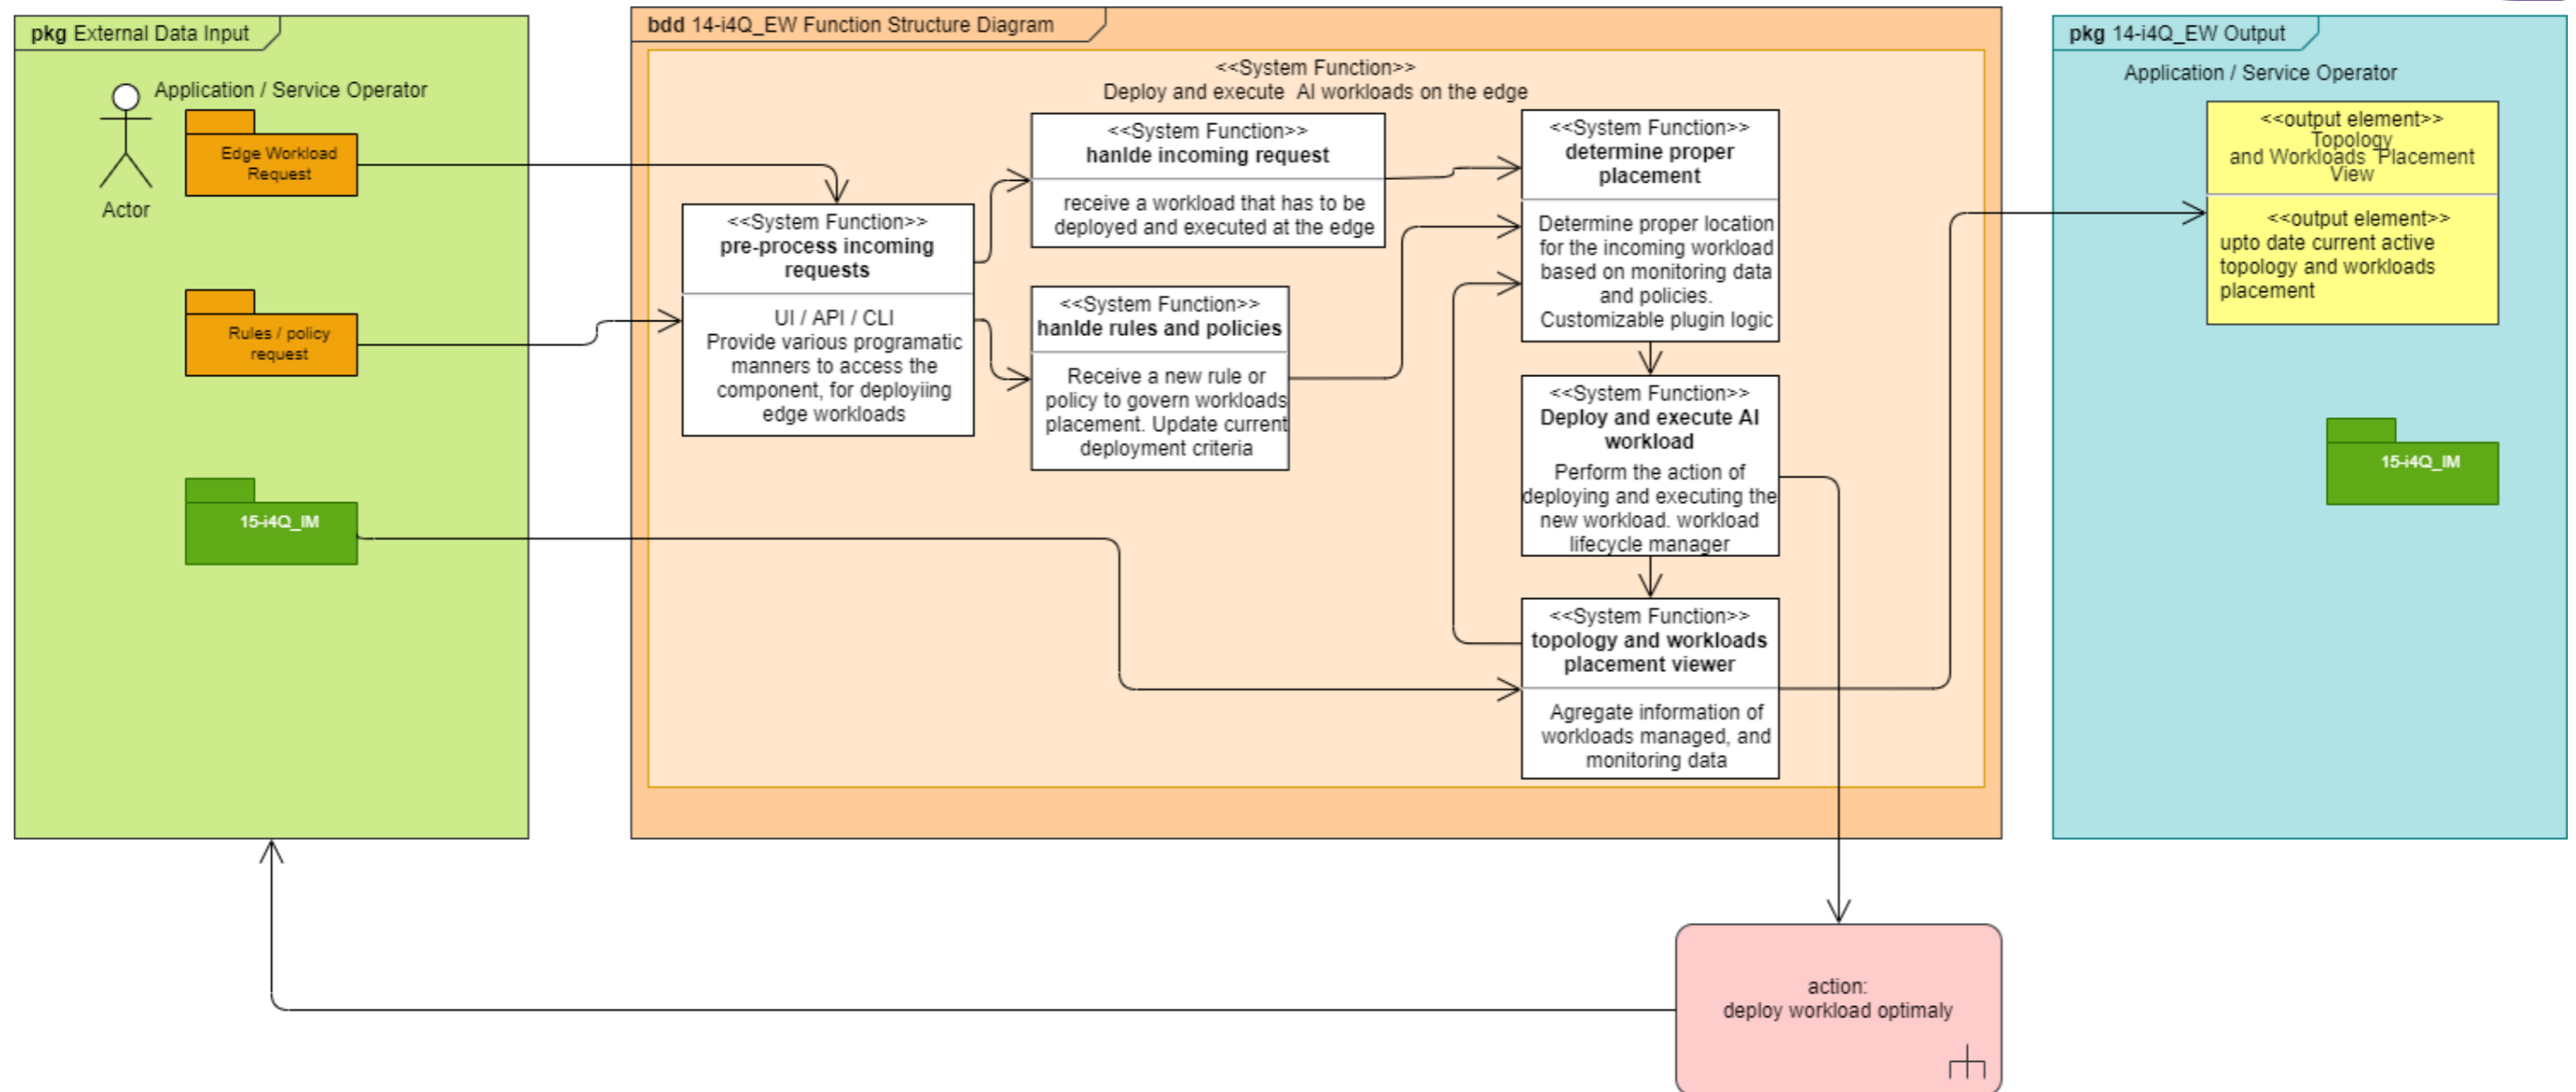 pkg External Data Input
Application / Service Operator
Actor
Edge Workload
Request
Rules / policy
request
15-i4Q_IM
bdd 14-i4Q_EW Function Structure Diagram
<<System Function>>
Deploy and execute AI workloads on the edge
<<System Function>>
pre-process incoming
requests
UI / API / CLI
Provide various programatic
manners to access the
component, for deployiing
edge workloads
<<System Function>>
hanlde incoming request
receive a workload that has to be
deployed and executed at the edge
<<System Function>>
hanlde rules and policies
Receive a new rule or
policy to govern workloads
placement. Update current
deployment criteria
<<System Function>>
determine proper
placement
Determine proper location
for the incoming workload
based on monitoring data
and policies.
Customizable plugin logic
<<System Function>>
Deploy and execute AI
workload
Perform the action of
deploying and executing the
new workload. workload
lifecycle manager
<<System Function>>
topology and workloads
placement viewer
Agregate information of
workloads managed, and
monitoring data
pkg 14-i4Q_EW Output
Application / Service Operator
<<output element>>
Topology
and Workloads Placement
View
<<output element>>
upto date current active
topology and workloads
placement
15-i4Q_IM
action:
deploy workload optimaly